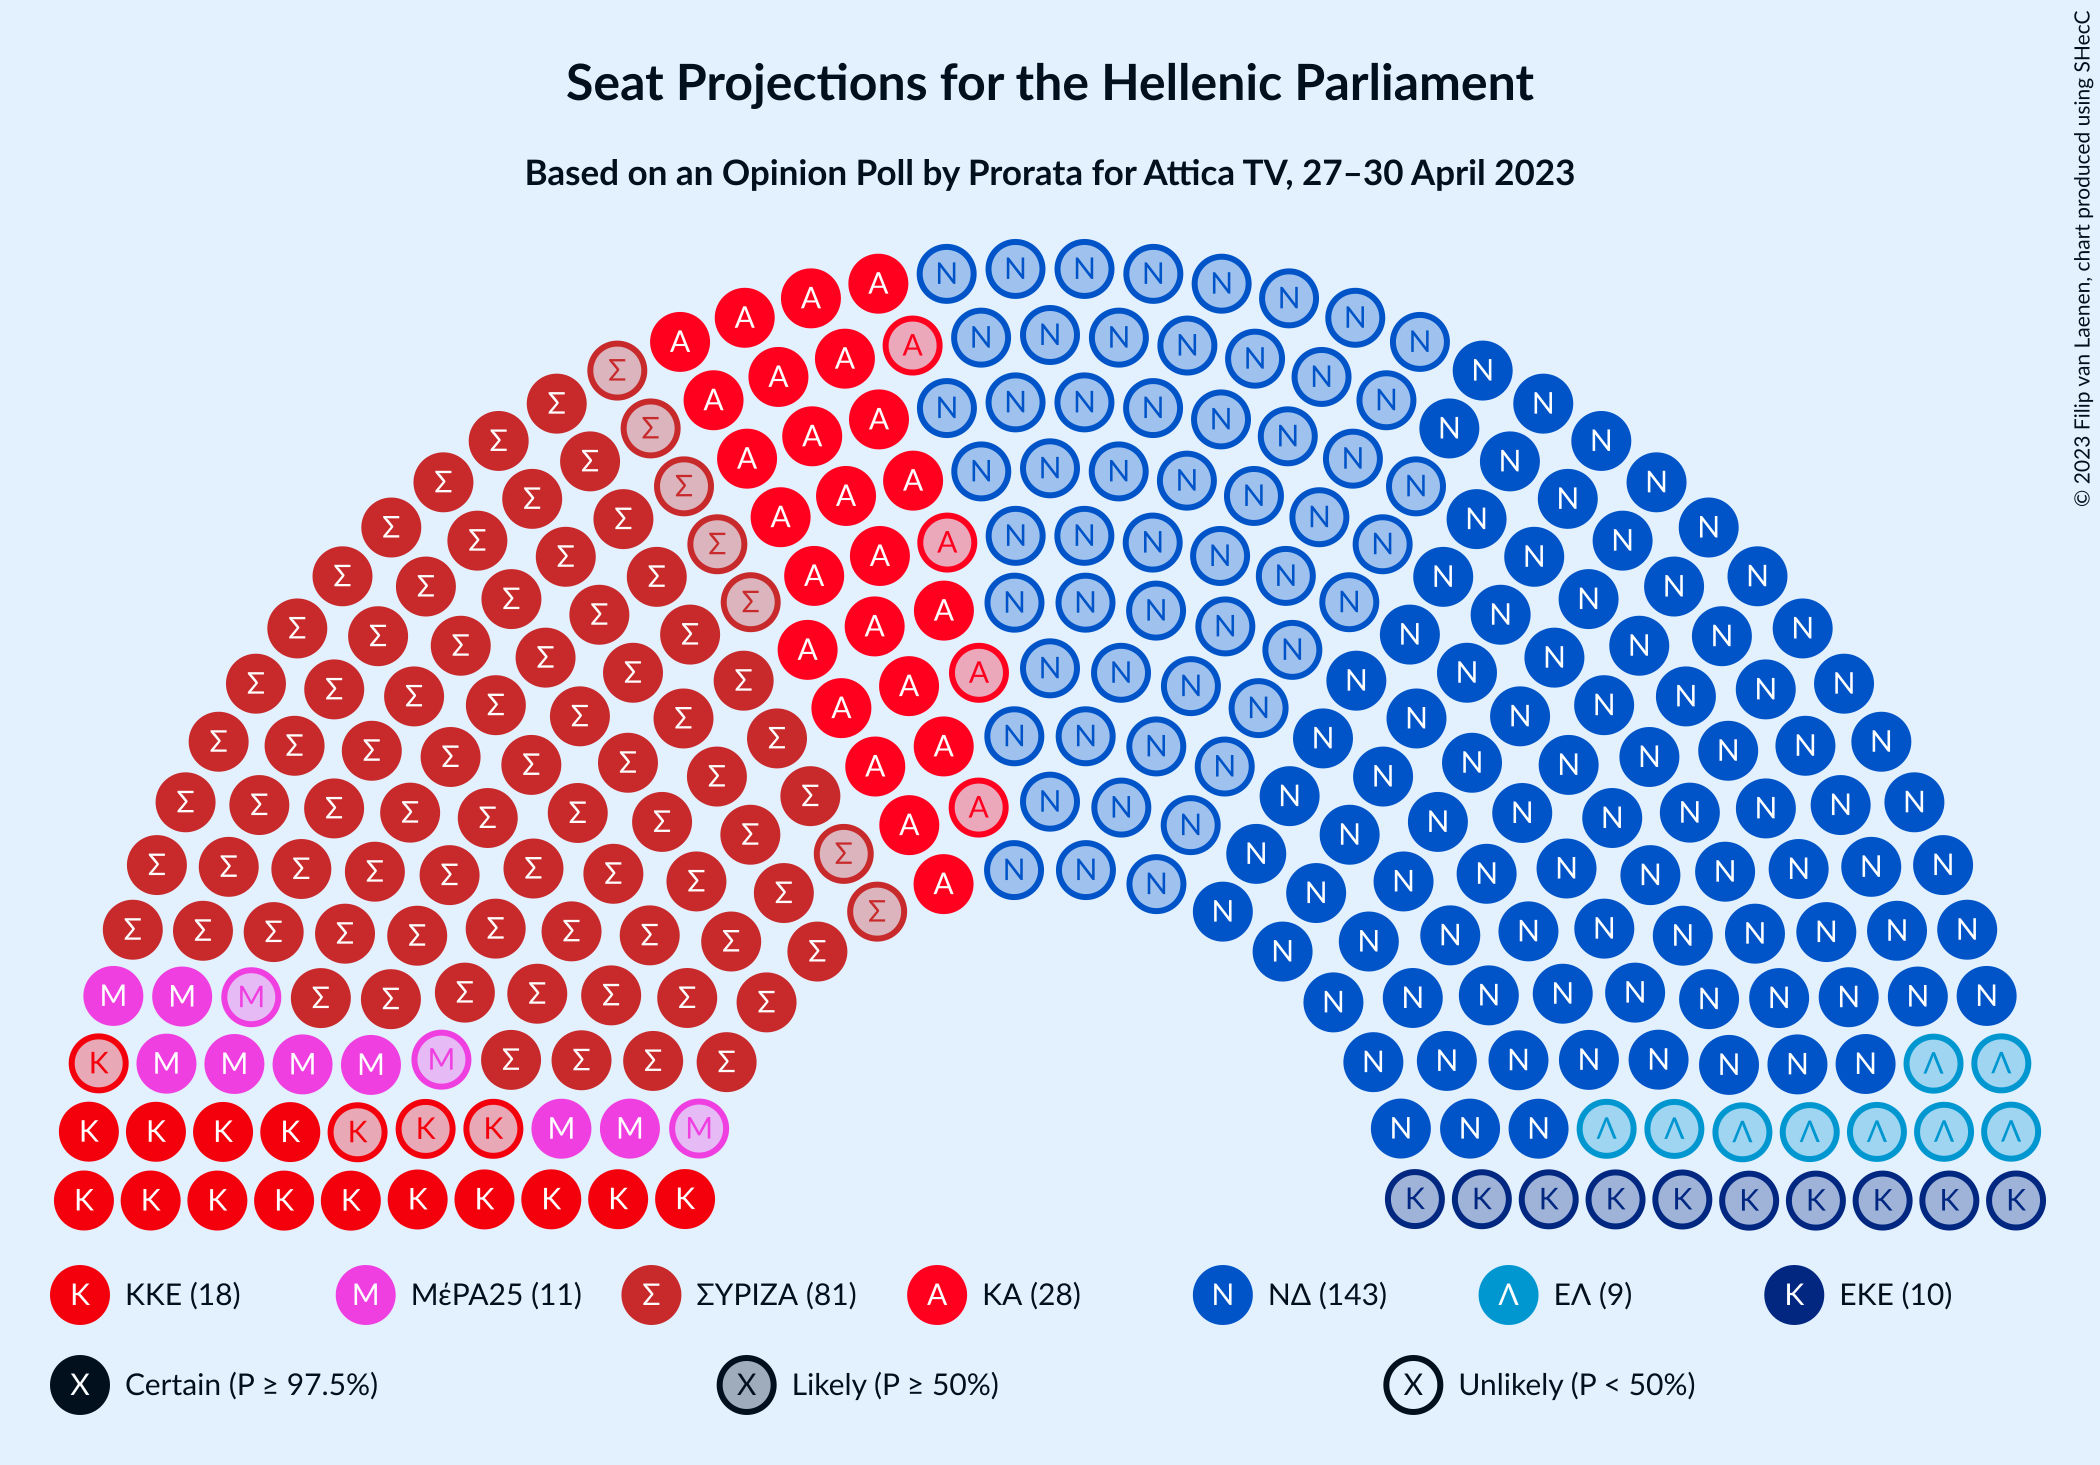 Seat Projections for the Hellenic Parliament
Based on an Opinion Poll by Prorata for Attica TV, 27–30 April 2023
© 2023 Filip van Laenen, chart produced using SHecC
Κ ΚΚΕ (18) Μ ΜέΡΑ25 (11) Σ ΣΥΡΙΖΑ (81) Α ΚΑ (28) Ν ΝΔ (143) Λ ΕΛ (9) Κ ΕΚΕ (10)
X Certain (P ≥ 97.5%) X Likely (P ≥ 50%) X Unlikely (P < 50%)